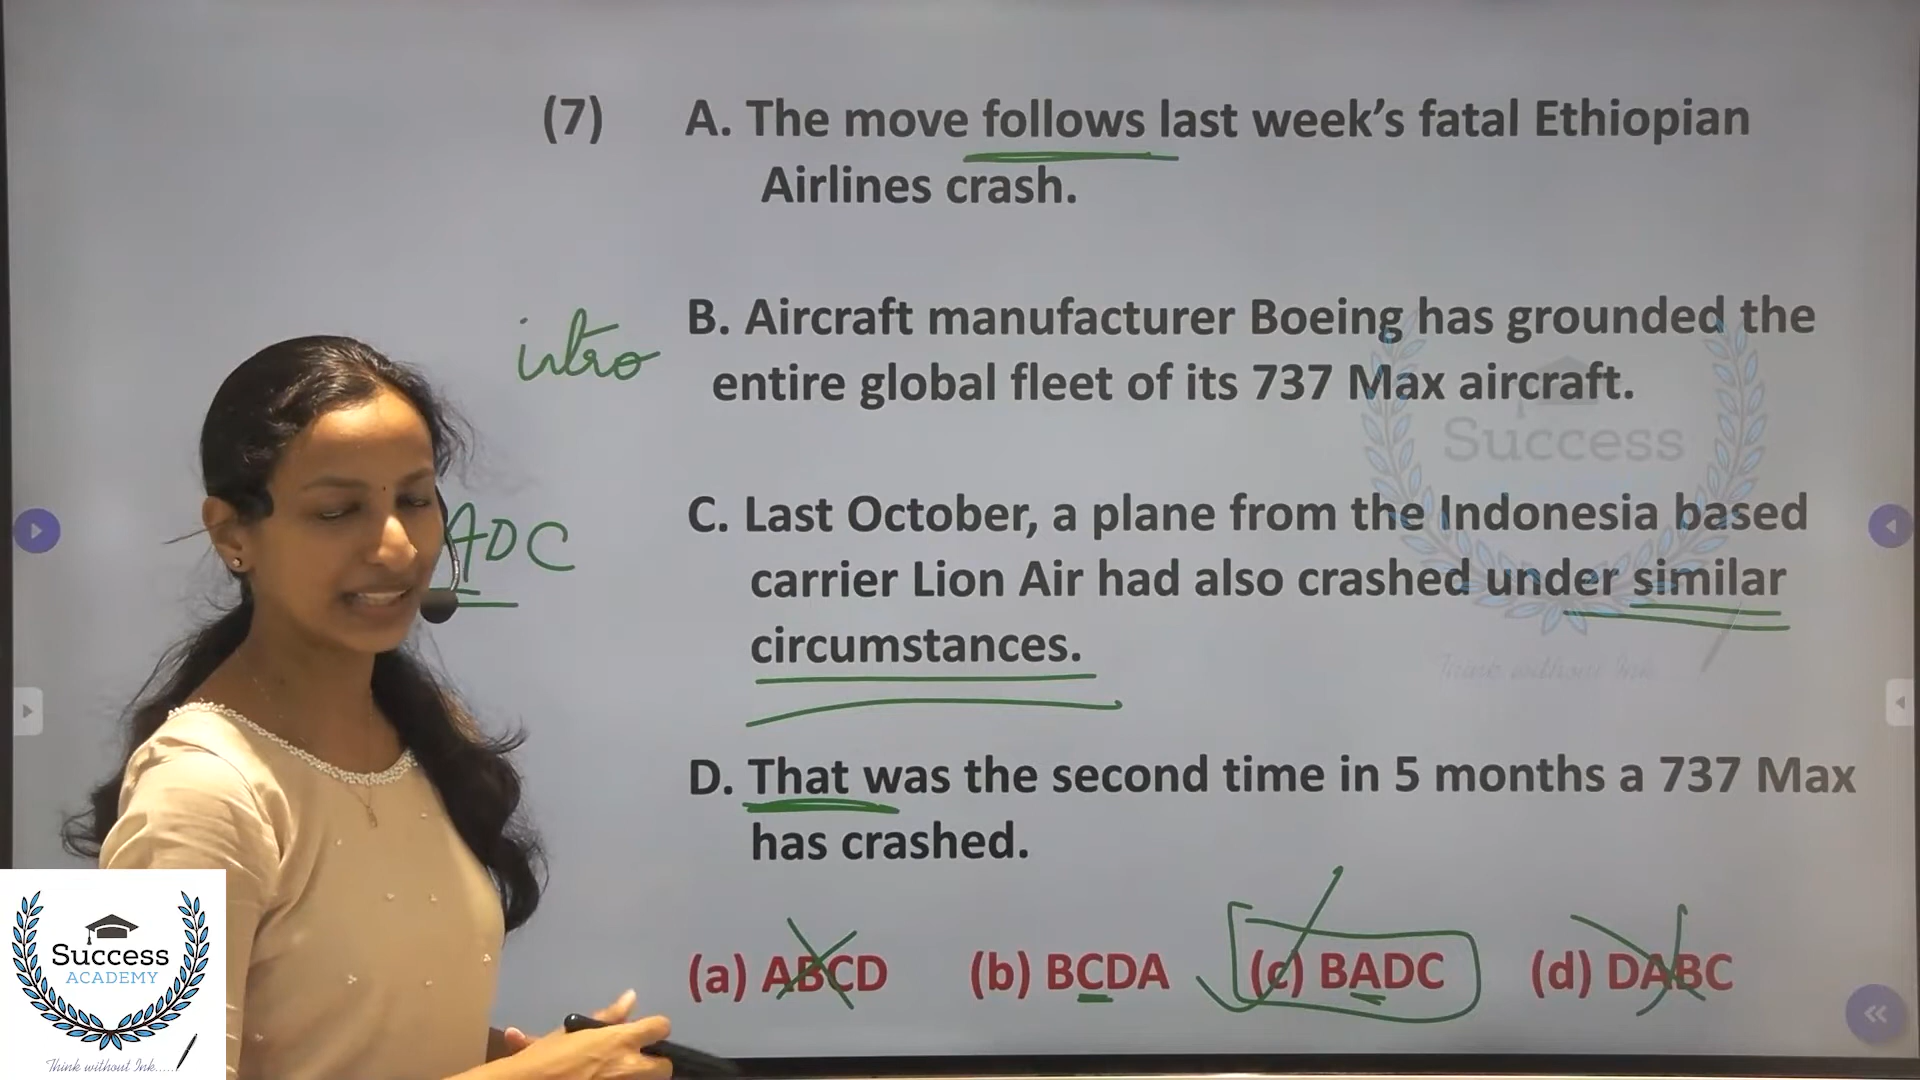 (7) A. The move follows last week's fatal Ethiopian
Airlines crash.
intro
B. Aircraft manufacturer Boeing has grounded the
entire global fleet of its 737 Max aircraft.
Success
ADC
C. Last October, a plane from the Indonesia based
carrier Lion Air had also crashed under similar
circumstances.
Think without Ink.....
D. That was the second time in 5 months a 737 Max
has crashed.
(a) ABCD (b) BCDA (c) BADC (d) DABC
Success
ACADEMY
Think without Ink.....